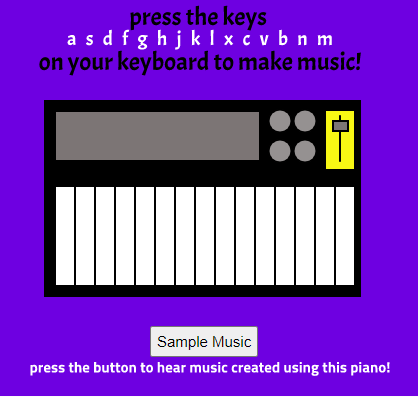 press the keys
a s d f g h j k l x c v b n m
on your keyboard to make music!
Sample Music
press the button to hear music created using this piano!